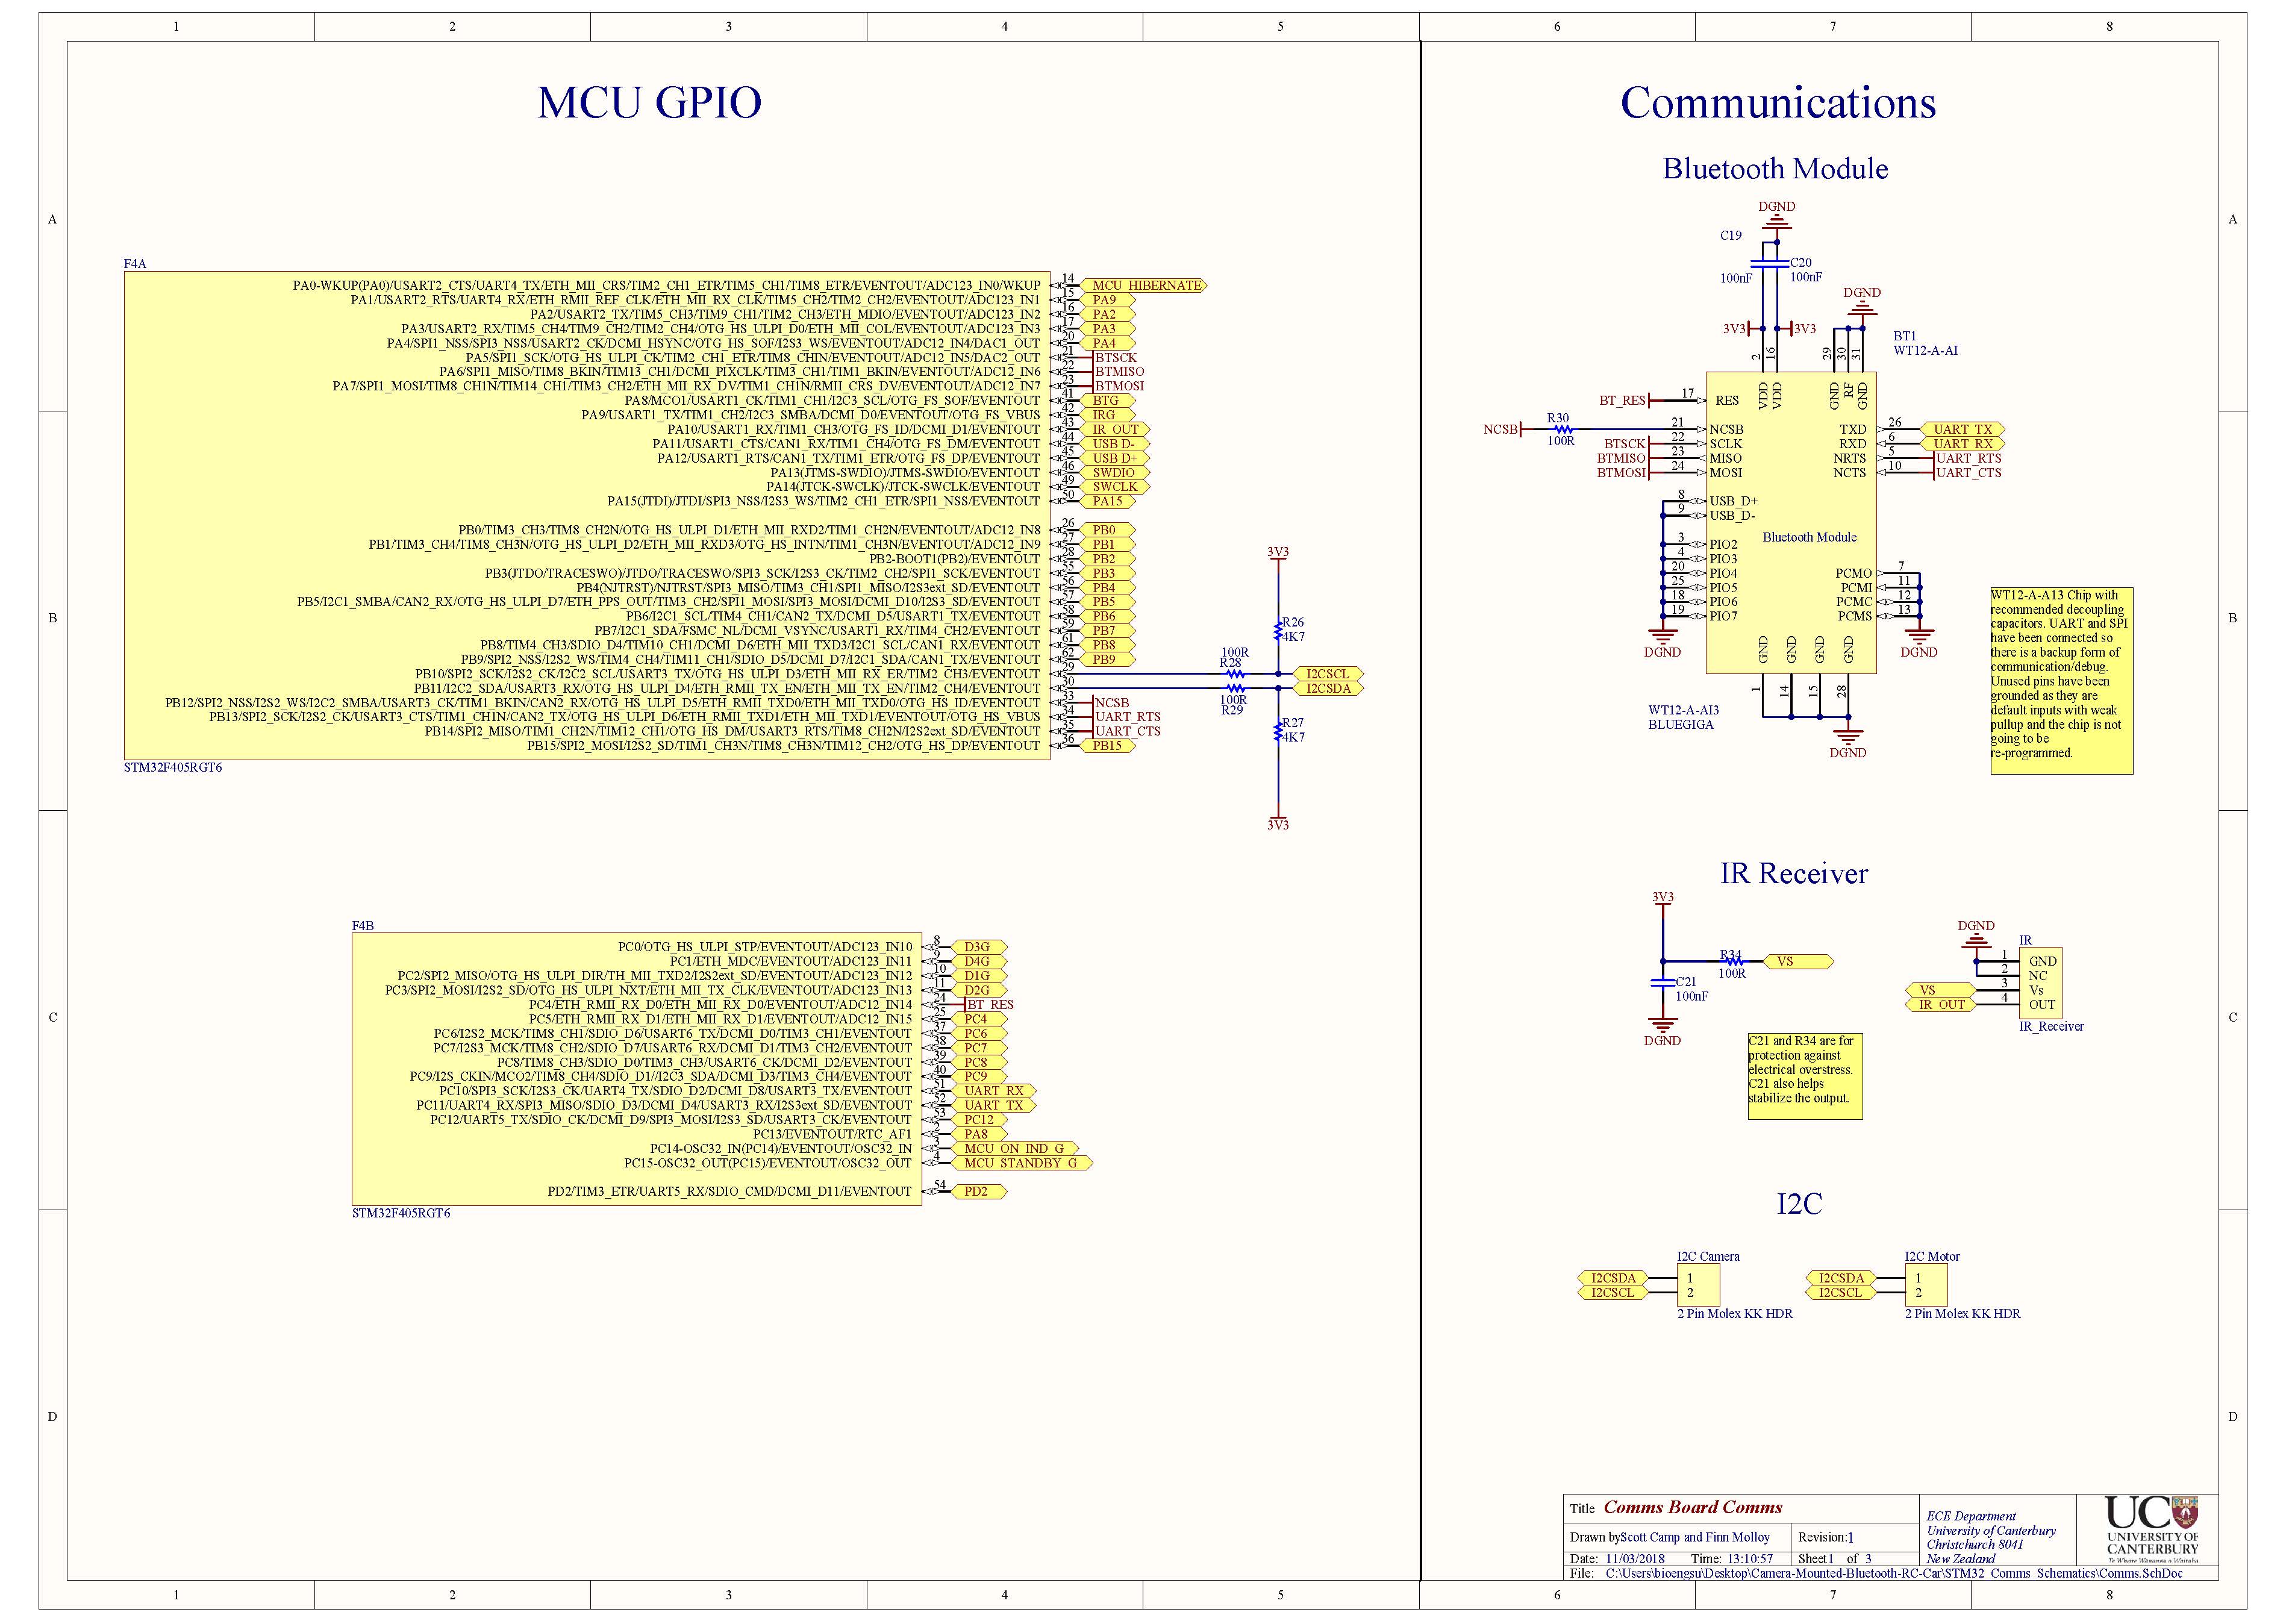 1 2 3 4 5 6 7 8
MCU GPIO
Communications
Bluetooth Module
A
A
F4A
PA0-WKUP(PA0)/USART2_CTS/UART4_TX/ETH_MII_CRS/TIM2_CH1_ETR/TIM5_CH1/TIM8_ETR/EVENTOUT/ADC123_IN0/WKUP 14 MCU HIBERNATE
PA1/USART2_RTS/UART4_RX/ETH_RMII_REF_CLK/ETH_MII_RX_CLK/TIM5_CH2/TIM2_CH2/EVENTOUT/ADC123_IN1 15 PA9
PA2/USART2_TX/TIM5_CH3/TIM9_CH1/TIM2_CH3/ETH_MDIO/EVENTOUT/ADC123_IN2 16 PA2
PA3/USART2_RX/TIM5_CH4/TIM9_CH2/TIM2_CH4/OTG_HS_ULPI_D0/ETH_MII_COL/EVENTOUT/ADC123_IN3 17 PA3
PA4/SPI1_NSS/SPI3_NSS/USART2_CK/DCMI_HSYNC/OTG_HS_SOF/I2S3_WS/EVENTOUT/ADC12_IN4/DAC1_OUT 20 PA4
PA5/SPI1_SCK/OTG_HS_ULPI_CK/TIM2_CH1_ETR/TIM8_CHIN/EVENTOUT/ADC12_IN5/DAC2_OUT 21 BTSCK
PA6/SPI1_MISO/TIM8_BKIN/TIM13_CH1/DCMI_PIXCLK/TIM3_CH1/TIM1_BKIN/EVENTOUT/ADC12_IN6 22 BTMISO
PA7/SPI1_MOSI/TIM8_CH1N/TIM14_CH1/TIM3_CH2/ETH_MII_RX_DV/TIM1_CH1N/RMII_CRS_DV/EVENTOUT/ADC12_IN7 23 BTMOSI
PA8/MCO1/USART1_CK/TIM1_CH1/I2C3_SCL/OTG_FS_SOF/EVENTOUT 41 BTG
PA9/USART1_TX/TIM1_CH2/I2C3_SMBA/DCMI_D0/EVENTOUT/OTG_FS_VBUS 42 IRG
PA10/USART1_RX/TIM1_CH3/OTG_FS_ID/DCMI_D1/EVENTOUT 43 IR OUT
PA11/USART1_CTS/CAN1_RX/TIM1_CH4/OTG_FS_DM/EVENTOUT 44 USB D-
PA12/USART1_RTS/CAN1_TX/TIM1_ETR/OTG_FS_DP/EVENTOUT 45 USB D+
PA13(JTMS-SWDIO)/JTMS-SWDIO/EVENTOUT 46 SWDIO
PA14(JTCK-SWCLK)/JTCK-SWCLK/EVENTOUT 49 SWCLK
PA15(JTDI)/JTDI/SPI3_NSS/I2S3_WS/TIM2_CH1_ETR/SPI1_NSS/EVENTOUT 50 PA15
PB0/TIM3_CH3/TIM8_CH2N/OTG_HS_ULPI_D1/ETH_MII_RXD2/TIM1_CH2N/EVENTOUT/ADC12_IN8 26 PB0
PB1/TIM3_CH4/TIM8_CH3N/OTG_HS_ULPI_D2/ETH_MII_RXD3/OTG_HS_INTN/TIM1_CH3N/EVENTOUT/ADC12_IN9 27 PB1
PB2-BOOT1(PB2)/EVENTOUT 28 PB2
PB3(JTDO/TRACESWO)/JTDO/TRACESWO/SPI3_SCK/I2S3_CK/TIM2_CH2/SPI1_SCK/EVENTOUT 55 PB3
PB4(NJTRST)/NJTRST/SPI3_MISO/TIM3_CH1/SPI1_MISO/I2S3ext_SD/EVENTOUT 56 PB4
PB5/I2C1_SMBA/CAN2_RX/OTG_HS_ULPI_D7/ETH_PPS_OUT/TIM3_CH2/SPI1_MOSI/SPI3_MOSI/DCMI_D10/I2S3_SD/EVENTOUT 57 PB5
PB6/I2C1_SCL/TIM4_CH1/CAN2_TX/DCMI_D5/USART1_TX/EVENTOUT 58 PB6
PB7/I2C1_SDA/FSMC_NL/DCMI_VSYNC/USART1_RX/TIM4_CH2/EVENTOUT 59 PB7
PB8/TIM4_CH3/SDIO_D4/TIM10_CH1/DCMI_D6/ETH_MII_TXD3/I2C1_SCL/CAN1_RX/EVENTOUT 61 PB8
PB9/SPI2_NSS/I2S2_WS/TIM4_CH4/TIM11_CH1/SDIO_D5/DCMI_D7/I2C1_SDA/CAN1_TX/EVENTOUT 62 PB9
PB10/SPI2_SCK/I2S2_CK/I2C2_SCL/USART3_TX/OTG_HS_ULPI_D3/ETH_MII_RX_ER/TIM2_CH3/EVENTOUT 29 I2CSCL
PB11/I2C2_SDA/USART3_RX/OTG_HS_ULPI_D4/ETH_RMII_TX_EN/ETH_MII_TX_EN/TIM2_CH4/EVENTOUT 30 I2CSDA
PB12/SPI2_NSS/I2S2_WS/I2C2_SMBA/USART3_CK/TIM1_BKIN/CAN2_RX/OTG_HS_ULPI_D5/ETH_RMII_TXD0/ETH_MII_TXD0/OTG_HS_ID/EVENTOUT 33 NCSB
PB13/SPI2_SCK/I2S2_CK/USART3_CTS/TIM1_CH1N/CAN2_TX/OTG_HS_ULPI_D6/ETH_RMII_TXD1/ETH_MII_TXD1/EVENTOUT/OTG_HS_VBUS 34 UART_RTS
PB14/SPI2_MISO/TIM1_CH2N/TIM12_CH1/OTG_HS_DM/USART3_RTS/TIM8_CH2N/I2S2ext_SD/EVENTOUT 35 UART_CTS
PB15/SPI2_MOSI/I2S2_SD/TIM1_CH3N/TIM8_CH3N/TIM12_CH2/OTG_HS_DP/EVENTOUT 36 PB15
STM32F405RGT6
3V3
R26
4K7
100R
R28
100R
R29
R27
4K7
3V3
DGND
C19
C20
100nF 100nF
DGND
3V3 3V3
BT1
WT12-A-AI
2 16 29 30 31
VDD VDD GND RF GND
BT_RES 17 RES
R30
NCSB 100R 21 NCSB TXD 26 UART TX
BTSCK 22 SCLK RXD 6 UART RX
BTMISO 23 MISO NRTS 5 UART_RTS
BTMOSI 24 MOSI NCTS 10 UART_CTS
8 USB_D+
9 USB_D-
Bluetooth Module
3 PIO2
4 PIO3
20 PIO4 PCMO 7
25 PIO5 PCMI 11
18 PIO6 PCMC 12
19 PIO7 PCMS 13
DGND DGND
GND GND GND GND
1 14 15 28
WT12-A-AI3
BLUEGIGA
DGND
WT12-A-A13 Chip with
recommended decoupling
capacitors. UART and SPI
have been connected so
there is a backup form of
communication/debug.
Unused pins have been
grounded as they are
default inputs with weak
pullup and the chip is not
going to be
re-programmed.
B
B
F4B
PC0/OTG_HS_ULPI_STP/EVENTOUT/ADC123_IN10 8 D3G
PC1/ETH_MDC/EVENTOUT/ADC123_IN11 9 D4G
PC2/SPI2_MISO/OTG_HS_ULPI_DIR/TH_MII_TXD2/I2S2ext_SD/EVENTOUT/ADC123_IN12 10 D1G
PC3/SPI2_MOSI/I2S2_SD/OTG_HS_ULPI_NXT/ETH_MII_TX_CLK/EVENTOUT/ADC123_IN13 11 D2G
PC4/ETH_RMII_RX_D0/ETH_MII_RX_D0/EVENTOUT/ADC12_IN14 24 BT_RES
PC5/ETH_RMII_RX_D1/ETH_MII_RX_D1/EVENTOUT/ADC12_IN15 25 PC4
PC6/I2S2_MCK/TIM8_CH1/SDIO_D6/USART6_TX/DCMI_D0/TIM3_CH1/EVENTOUT 37 PC6
PC7/I2S3_MCK/TIM8_CH2/SDIO_D7/USART6_RX/DCMI_D1/TIM3_CH2/EVENTOUT 38 PC7
PC8/TIM8_CH3/SDIO_D0/TIM3_CH3/USART6_CK/DCMI_D2/EVENTOUT 39 PC8
PC9/I2S_CKIN/MCO2/TIM8_CH4/SDIO_D1//I2C3_SDA/DCMI_D3/TIM3_CH4/EVENTOUT 40 PC9
PC10/SPI3_SCK/I2S3_CK/UART4_TX/SDIO_D2/DCMI_D8/USART3_TX/EVENTOUT 51 UART RX
PC11/UART4_RX/SPI3_MISO/SDIO_D3/DCMI_D4/USART3_RX/I2S3ext_SD/EVENTOUT 52 UART TX
PC12/UART5_TX/SDIO_CK/DCMI_D9/SPI3_MOSI/I2S3_SD/USART3_CK/EVENTOUT 53 PC12
PC13/EVENTOUT/RTC_AF1 2 PA8
PC14-OSC32_IN(PC14)/EVENTOUT/OSC32_IN 3 MCU ON IND G
PC15-OSC32_OUT(PC15)/EVENTOUT/OSC32_OUT 4 MCU STANDBY G
PD2/TIM3_ETR/UART5_RX/SDIO_CMD/DCMI_D11/EVENTOUT 54 PD2
STM32F405RGT6
IR Receiver
3V3
R34
100R
VS
C21
100nF
DGND
DGND
IR
1 GND
2 NC
VS 3 Vs
IR OUT 4 OUT
IR_Receiver
C21 and R34 are for
protection against
electrical overstress.
C21 also helps
stabilize the output.
C
C
I2C
I2C Camera I2C Motor
I2CSDA 1 I2CSDA 1
I2CSCL 2 I2CSCL 2
2 Pin Molex KK HDR 2 Pin Molex KK HDR
D
D
Title Comms Board Comms
Drawn by Scott Camp and Finn Molloy Revision: 1
Date: 11/03/2018 Time: 13:10:57 Sheet 1 of 3
File: C:\Users\bioengsu\Desktop\Camera-Mounted-Bluetooth-RC-Car\STM32 Comms Schematics\Comms.SchDoc
ECE Department
University of Canterbury
Christchurch 8041
New Zealand
UC
UNIVERSITY OF
CANTERBURY
Te Whare Wānanga o Waitaha
1 2 3 4 5 6 7 8